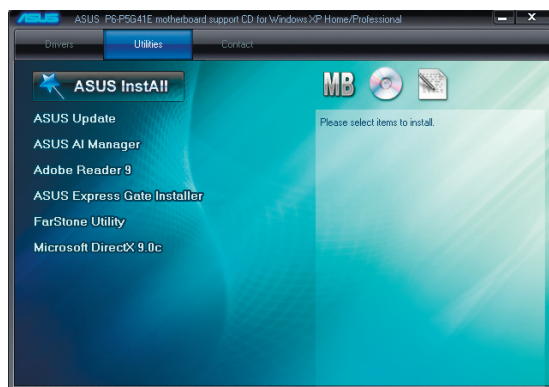 ASUS ASUS P6-P5G41E motherboard support CD for Windows XP Home/Professional
Drivers Utilities Contact
ASUS InstAll
MB
ASUS Update
Please select items to install.
ASUS AI Manager
Adobe Reader 9
ASUS Express Gate Installer
FarStone Utility
Microsoft DirectX 9.0c